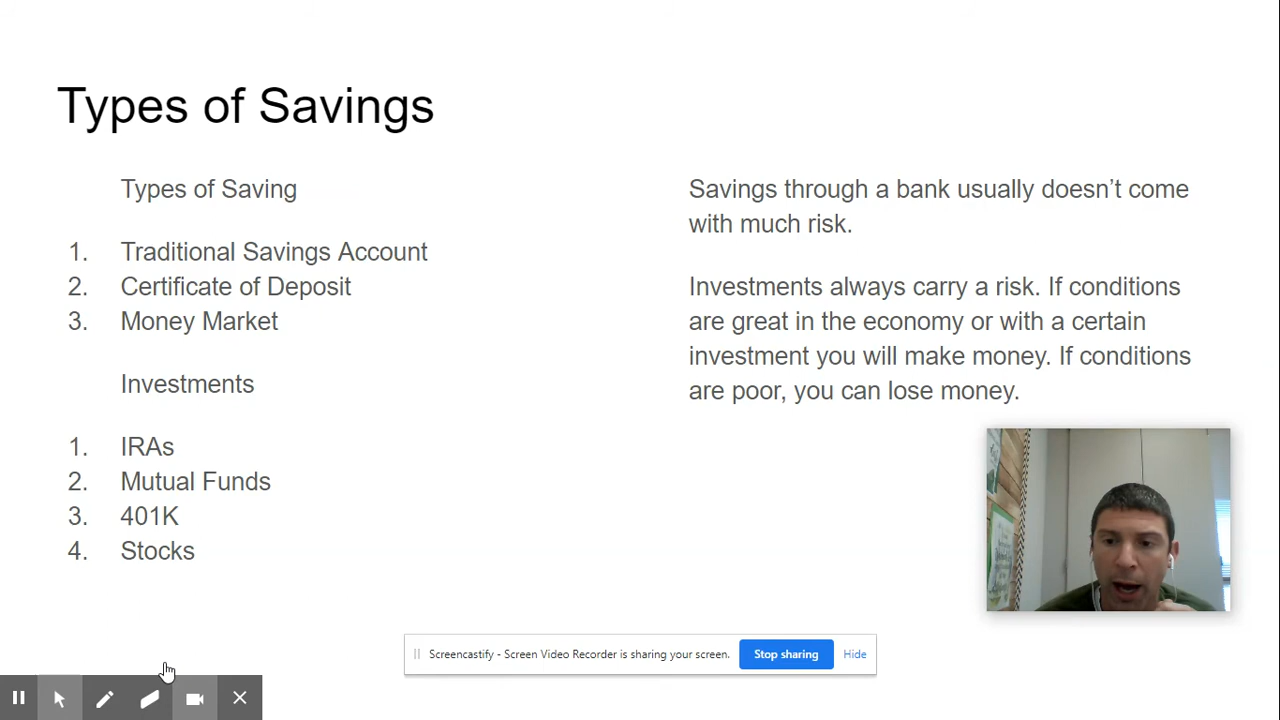 Types of Savings
Types of Saving
1. Traditional Savings Account
2. Certificate of Deposit
3. Money Market
Investments
1. IRAs
2. Mutual Funds
3. 401K
4. Stocks
Savings through a bank usually doesn’t come
with much risk.
Investments always carry a risk. If conditions
are great in the economy or with a certain
investment you will make money. If conditions
are poor, you can lose money.
Screencastify - Screen Video Recorder is sharing your screen.
Stop sharing
Hide